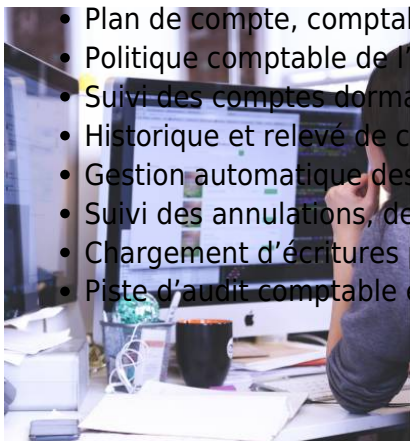 Plan de compte, comptab
Politique comptable de l'
Suivi des comptes dorma
Historique et relevé de c
Gestion automatique des
Suivi des annulations, de
Chargement d'écritures
Piste d'audit comptable